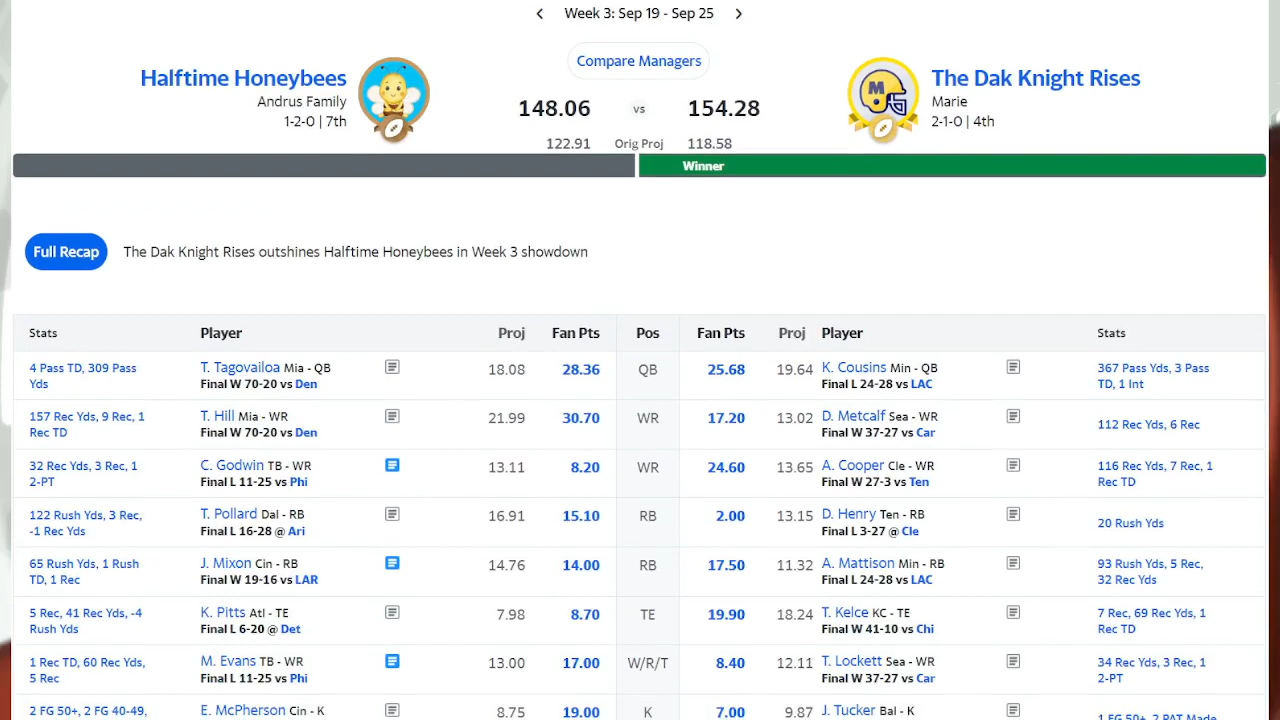 Week 3: Sep 19 - Sep 25
Compare Managers
Halftime Honeybees
Andrus Family
1-2-0 | 7th
148.06 vs 154.28
122.91 Orig Proj 118.58
M
The Dak Knight Rises
Marie
2-1-0 | 4th
Winner
Full Recap The Dak Knight Rises outshines Halftime Honeybees in Week 3 showdown
Stats Player Proj Fan Pts Pos Fan Pts Proj Player Stats
4 Pass TD, 309 Pass T. Tagovailoa Mia - QB 18.08 28.36 QB 25.68 19.64 K. Cousins Min - QB 367 Pass Yds, 3 Pass
Yds Final W 70-20 vs Den Final L 24-28 vs LAC TD, 1 Int
157 Rec Yds, 9 Rec, 1 T. Hill Mia - WR 21.99 30.70 WR 17.20 13.02 D. Metcalf Sea - WR 112 Rec Yds, 6 Rec
Rec TD Final W 70-20 vs Den Final W 37-27 vs Car
32 Rec Yds, 3 Rec, 1 C. Godwin TB - WR 13.11 8.20 WR 24.60 13.65 A. Cooper Cle - WR 116 Rec Yds, 7 Rec, 1
2-PT Final L 11-25 vs Phi Final W 27-3 vs Ten Rec TD
122 Rush Yds, 3 Rec, T. Pollard Dal - RB 16.91 15.10 RB 2.00 13.15 D. Henry Ten - RB 20 Rush Yds
-1 Rec Yds Final L 16-28 @ Ari Final L 3-27 @ Cle
65 Rush Yds, 1 Rush J. Mixon Cin - RB 14.76 14.00 RB 17.50 11.32 A. Mattison Min - RB 93 Rush Yds, 5 Rec,
TD, 1 Rec Final W 19-16 vs LAR Final L 24-28 vs LAC 32 Rec Yds
5 Rec, 41 Rec Yds, -4 K. Pitts Atl - TE 7.98 8.70 TE 19.90 18.24 T. Kelce KC - TE 7 Rec, 69 Rec Yds, 1
Rush Yds Final L 6-20 @ Det Final W 41-10 vs Chi Rec TD
1 Rec TD, 60 Rec Yds, M. Evans TB - WR 13.00 17.00 W/R/T 8.40 12.11 T. Lockett Sea - WR 34 Rec Yds, 3 Rec, 1
5 Rec Final L 11-25 vs Phi Final W 37-27 vs Car 2-PT
2 FG 50+, 2 FG 40-49, E. McPherson Cin - K 8.75 19.00 K 7.00 9.87 J. Tucker Bal - K 1 FG 50+, 2 PAT Made